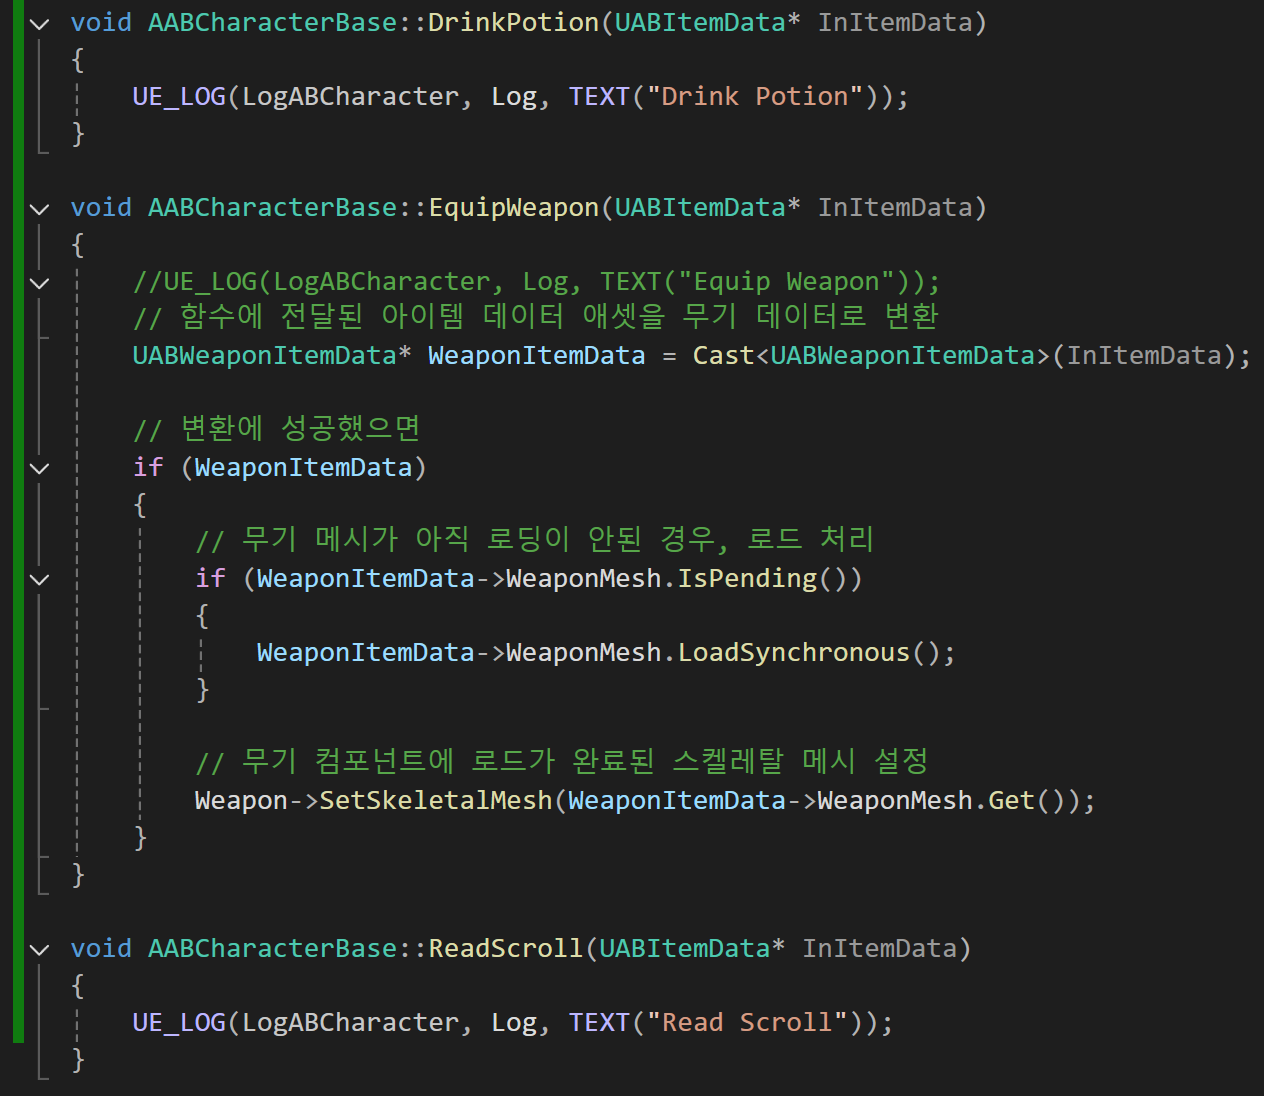 void AABCharacterBase::DrinkPotion(UABItemData* InItemData)
{
    UE_LOG(LogABCharacter, Log, TEXT("Drink Potion"));
}

void AABCharacterBase::EquipWeapon(UABItemData* InItemData)
{
    //UE_LOG(LogABCharacter, Log, TEXT("Equip Weapon"));
    // 함수에 전달된 아이템 데이터 애셋을 무기 데이터로 변환
    UABWeaponItemData* WeaponItemData = Cast<UABWeaponItemData>(InItemData);

    // 변환에 성공했으면
    if (WeaponItemData)
    {
        // 무기 메시가 아직 로딩이 안된 경우, 로드 처리
        if (WeaponItemData->WeaponMesh.IsPending())
        {
            WeaponItemData->WeaponMesh.LoadSynchronous();
        }

        // 무기 컴포넌트에 로드가 완료된 스켈레탈 메시 설정
        Weapon->SetSkeletalMesh(WeaponItemData->WeaponMesh.Get());
    }
}

void AABCharacterBase::ReadScroll(UABItemData* InItemData)
{
    UE_LOG(LogABCharacter, Log, TEXT("Read Scroll"));
}